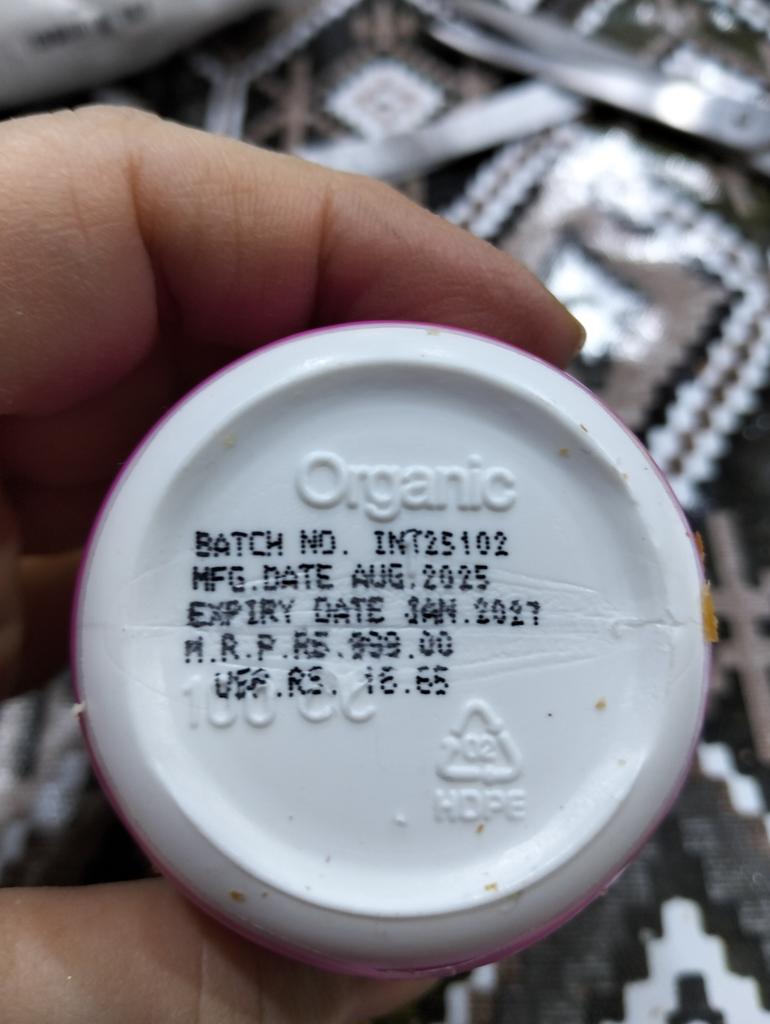 Organic
BATCH NO. INT25102
MFG.DATE AUG.2025
EXPIRY DATE JAN.2027
M.R.P.RS.999.00
USP.RS. 16.65
100 CC
HDPE